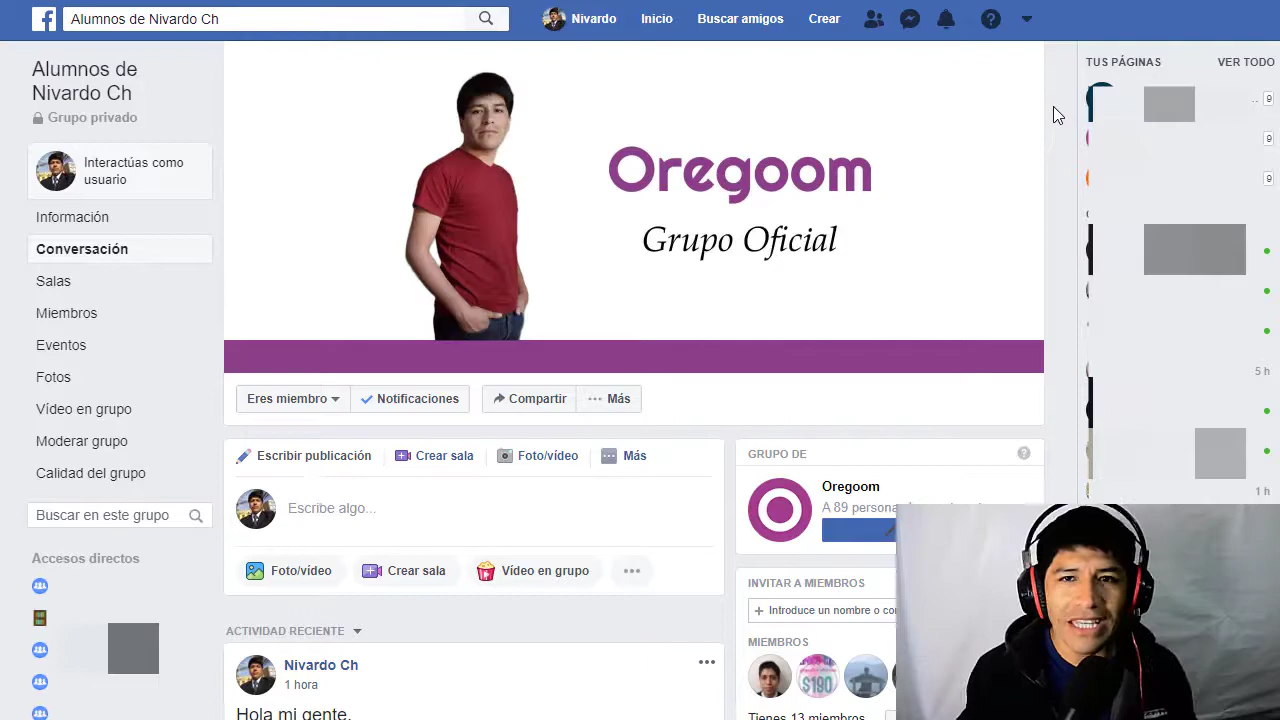 Alumnos de Nivardo Ch
Nivardo
Inicio
Buscar amigos
Crear
Alumnos de
Nivardo Ch
Grupo privado
Interactúas como
usuario
Información
Conversación
Salas
Miembros
Eventos
Fotos
Vídeo en grupo
Moderar grupo
Calidad del grupo
Buscar en este grupo
Accesos directos
Oregoom
Grupo Oficial
Eres miembro
Notificaciones
Compartir
Más
Escribir publicación
Crear sala
Foto/vídeo
Más
Escribe algo...
Foto/vídeo
Crear sala
Vídeo en grupo
ACTIVIDAD RECIENTE
Nivardo Ch
1 hora
Hola mi gente.
GRUPO DE
Oregoom
A 89
INVITAR A MIEMBROS
+ Introduce un nombre o
MIEMBROS
$190
Tienes 13 miembros
TUS PÁGINAS
VER TODO
9
9
9
5 h
1 h